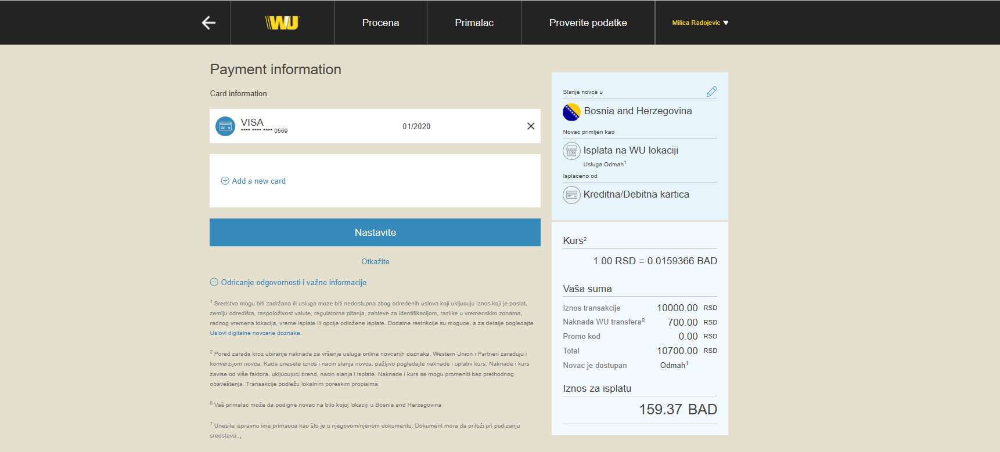 WU
Procena
Primalac
Proverite podatke
Milica Radojevic
Payment information
Card information
VISA
**** **** **** 0569
01/2020
Add a new card
Nastavite
Otkažite
Odricanje odgovornosti i važne informacije
1 Sredstva mogu biti zadržana ili usluga moze biti nedostupna zbog odredenih uslova koji ukljucuju iznos koji je poslat,
zemlju odredišta, raspoloživost valute, regulatorna pitanja, zahteve za identifikacijom, razlike u vremenskim zonama,
radnog vremena lokacija, vreme isplate ili opcije odložene isplate. Dodatne restrikcije su moguce, a za detalje pogledajte
Uslovi digitalne novcane doznake.
2 Pored zarada kroz ubiranje naknada za vršenje usluga online novcanih doznaka, Western Union i Partneri zaraduju i
konverzijom novca. Kada unesete iznos i nacin slanja novca, pažljivo pogledajte naknade i uplatni kurs. Naknade i kurs
zavise od više faktora, ukljucujuci brend, nacin slanja i isplate. Naknade i kurs se mogu promeniti bez prethodnog
obaveštenja. Transakcije podležu lokalnim poreskim propisima.
6 Vaš primalac može da podigne novac na bilo kojoj lokaciji u Bosnia and Herzegovina
7 Unesite ispravno ime primaoca kao što je u njegovom/njenom dokumentu. Dokument mora da priloži pri podizanju
sredstava..,
Slanje novca u
Bosnia and Herzegovina
Novac primljen kao
Isplata na WU lokaciji
Usluga:Odmah1
Isplaceno od
Kreditna/Debitna kartica
Kurs2
1.00 RSD = 0.0159366 BAD
Vaša suma
Iznos transakcije 10000.00 RSD
Naknada WU transfera8 700.00 RSD
Promo kod 0.00 RSD
Total 10700.00 RSD
Novac je dostupan Odmah1
Iznos za isplatu
159.37 BAD